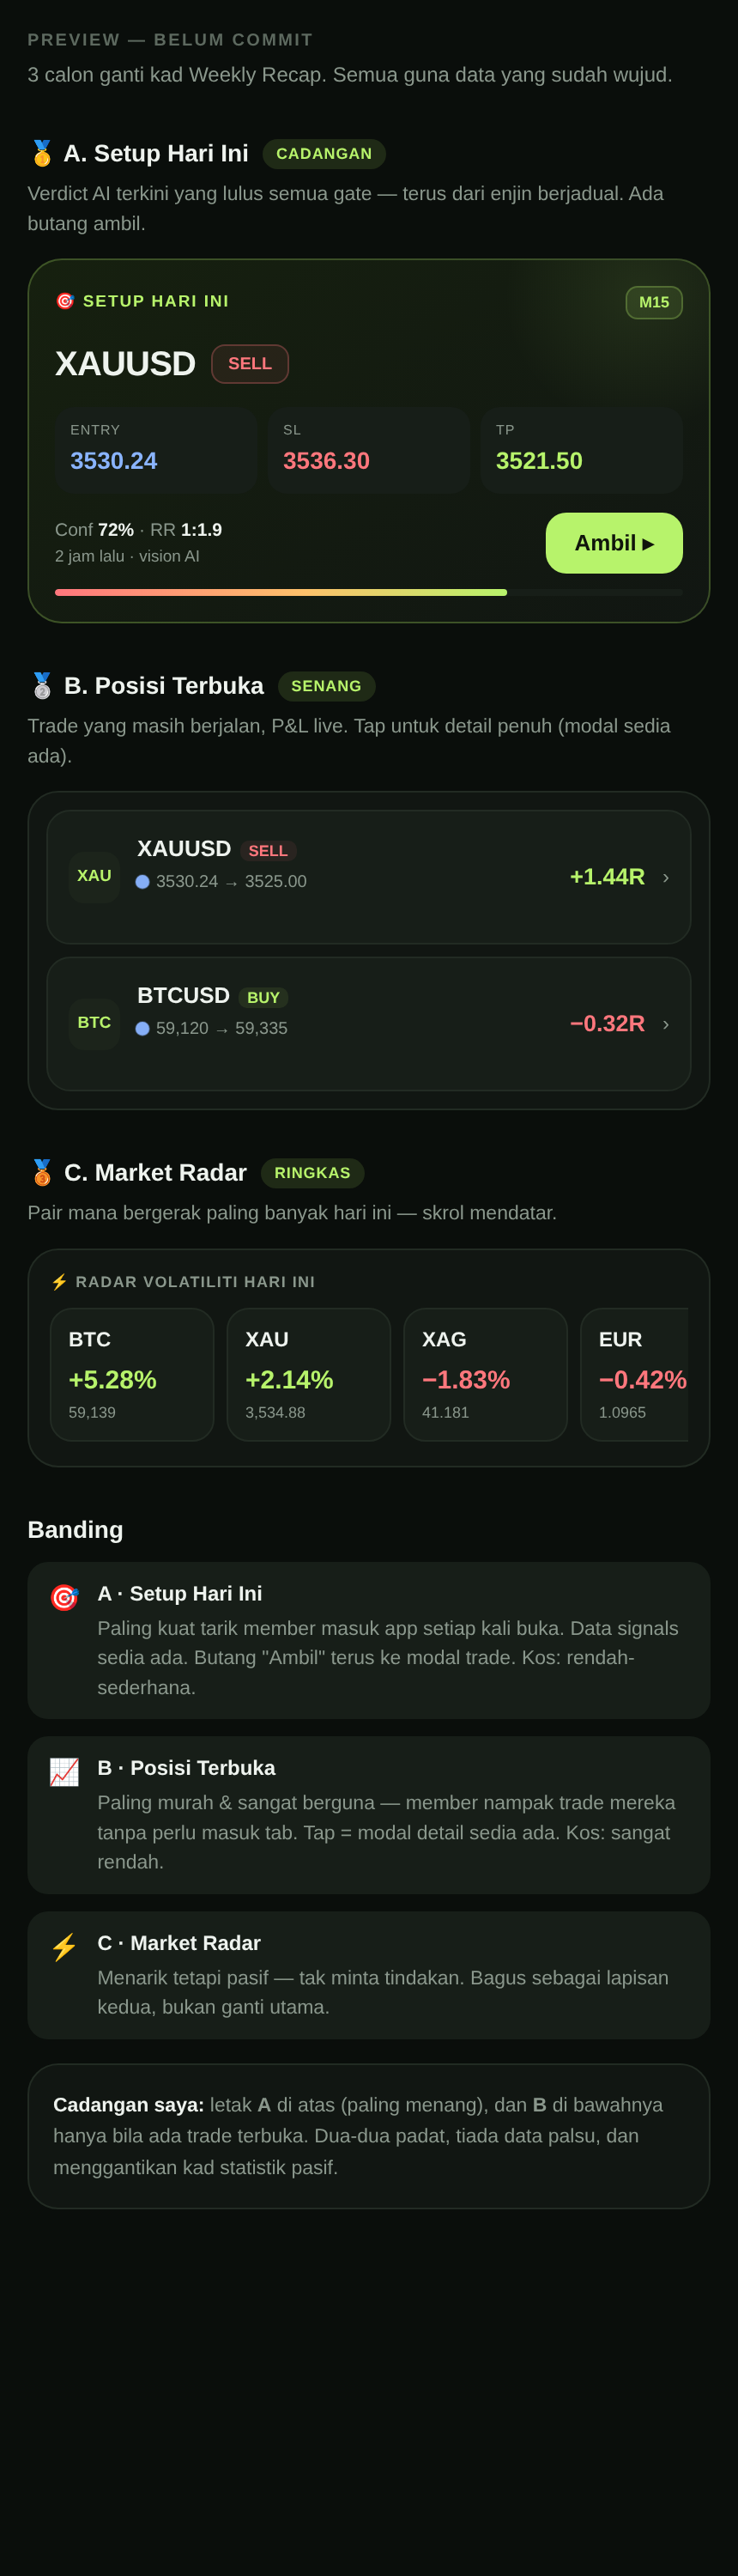 PREVIEW — BELUM COMMIT
3 calon ganti kad Weekly Recap. Semua guna data yang sudah wujud.
🥇 A. Setup Hari Ini CADANGAN
Verdict AI terkini yang lulus semua gate — terus dari enjin berjadual. Ada
butang ambil.
🎯 SETUP HARI INI M15
XAUUSD SELL
ENTRY SL TP
3530.24 3536.30 3521.50
Conf 72% · RR 1:1.9
2 jam lalu · vision AI
Ambil ▸
🥈 B. Posisi Terbuka SENANG
Trade yang masih berjalan, P&L live. Tap untuk detail penuh (modal sedia
ada).
XAU
XAUUSD SELL
3530.24 → 3525.00
+1.44R ›
BTC
BTCUSD BUY
59,120 → 59,335
−0.32R ›
🥉 C. Market Radar RINGKAS
Pair mana bergerak paling banyak hari ini — skrol mendatar.
⚡ RADAR VOLATILITI HARI INI
BTC XAU XAG EUR
+5.28% +2.14% −1.83% −0.42%
59,139 3,534.88 41.181 1.0965
Banding
🎯 A · Setup Hari Ini
Paling kuat tarik member masuk app setiap kali buka. Data signals
sedia ada. Butang "Ambil" terus ke modal trade. Kos: rendah-
sederhana.
📈 B · Posisi Terbuka
Paling murah & sangat berguna — member nampak trade mereka
tanpa perlu masuk tab. Tap = modal detail sedia ada. Kos: sangat
rendah.
⚡ C · Market Radar
Menarik tetapi pasif — tak minta tindakan. Bagus sebagai lapisan
kedua, bukan ganti utama.
Cadangan saya: letak A di atas (paling menang), dan B di bawahnya
hanya bila ada trade terbuka. Dua-dua padat, tiada data palsu, dan
menggantikan kad statistik pasif.